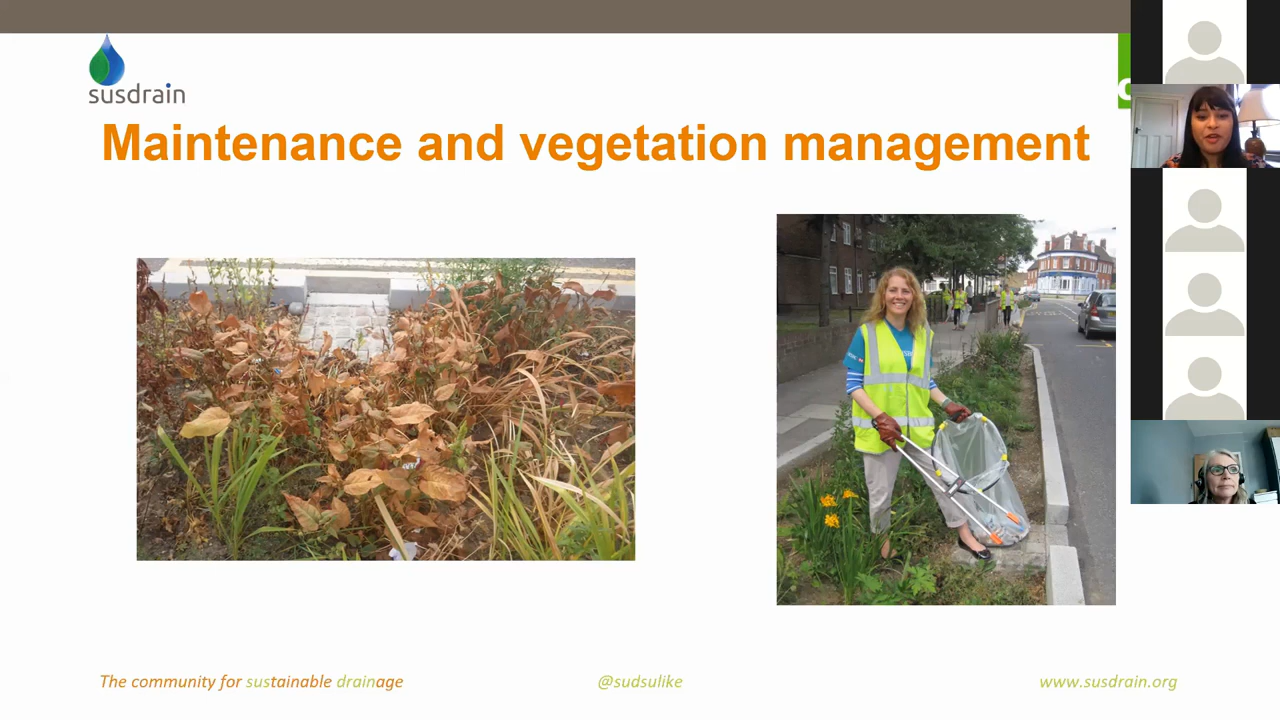 susdrain
Maintenance and vegetation management
The community for sustainable drainage
@sudsulike
www.susdrain.org